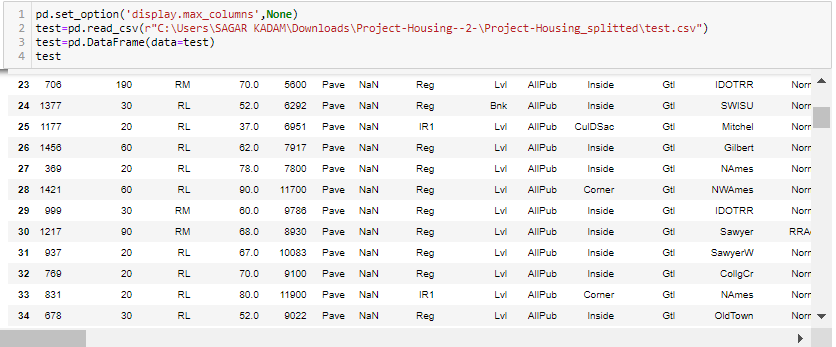 1 pd.set_option('display.max_columns',None)
2 test=pd.read_csv(r"C:\Users\SAGAR KADAM\Downloads\Project-Housing--2-\Project-Housing_splitted\test.csv")
3 test=pd.DataFrame(data=test)
4 test
23 706 190 RM 70.0 5600 Pave NaN Reg Lvl AllPub Inside Gtl IDOTRR Norr
24 1377 30 RL 52.0 6292 Pave NaN Reg Bnk AllPub Inside Gtl SWISU Norr
25 1177 20 RL 37.0 6951 Pave NaN IR1 Lvl AllPub CulDSac Gtl Mitchel Norr
26 1456 60 RL 62.0 7917 Pave NaN Reg Lvl AllPub Inside Gtl Gilbert Norr
27 369 20 RL 78.0 7800 Pave NaN Reg Lvl AllPub Inside Gtl NAmes Norr
28 1421 60 RL 90.0 11700 Pave NaN Reg Lvl AllPub Corner Gtl NWAmes Norr
29 999 30 RM 60.0 9786 Pave NaN Reg Lvl AllPub Inside Gtl IDOTRR Norr
30 1217 90 RM 68.0 8930 Pave NaN Reg Lvl AllPub Inside Gtl Sawyer RRA
31 937 20 RL 67.0 10083 Pave NaN Reg Lvl AllPub Inside Gtl SawyerW Norr
32 769 20 RL 70.0 9100 Pave NaN Reg Lvl AllPub Inside Gtl CollgCr Norr
33 831 20 RL 80.0 11900 Pave NaN IR1 Lvl AllPub Corner Gtl NAmes Norr
34 678 30 RL 52.0 9022 Pave NaN Reg Lvl AllPub Inside Gtl OldTown Norr